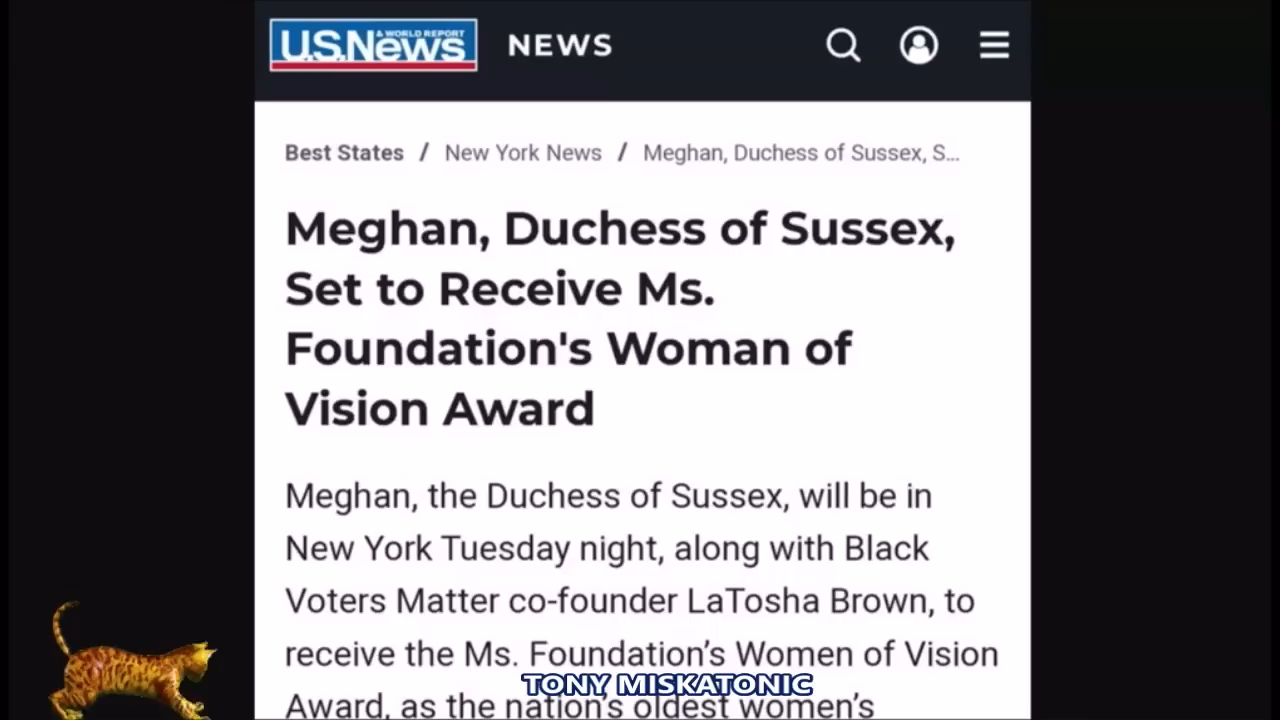 U.S.News
& WORLD REPORT
NEWS
Best States / New York News / Meghan, Duchess of Sussex, S...
Meghan, Duchess of Sussex,
Set to Receive Ms.
Foundation's Woman of
Vision Award
Meghan, the Duchess of Sussex, will be in
New York Tuesday night, along with Black
Voters Matter co-founder LaTosha Brown, to
receive the Ms. Foundation’s Women of Vision
TONY MISKATONIC
Award, as the nation’s oldest women’s